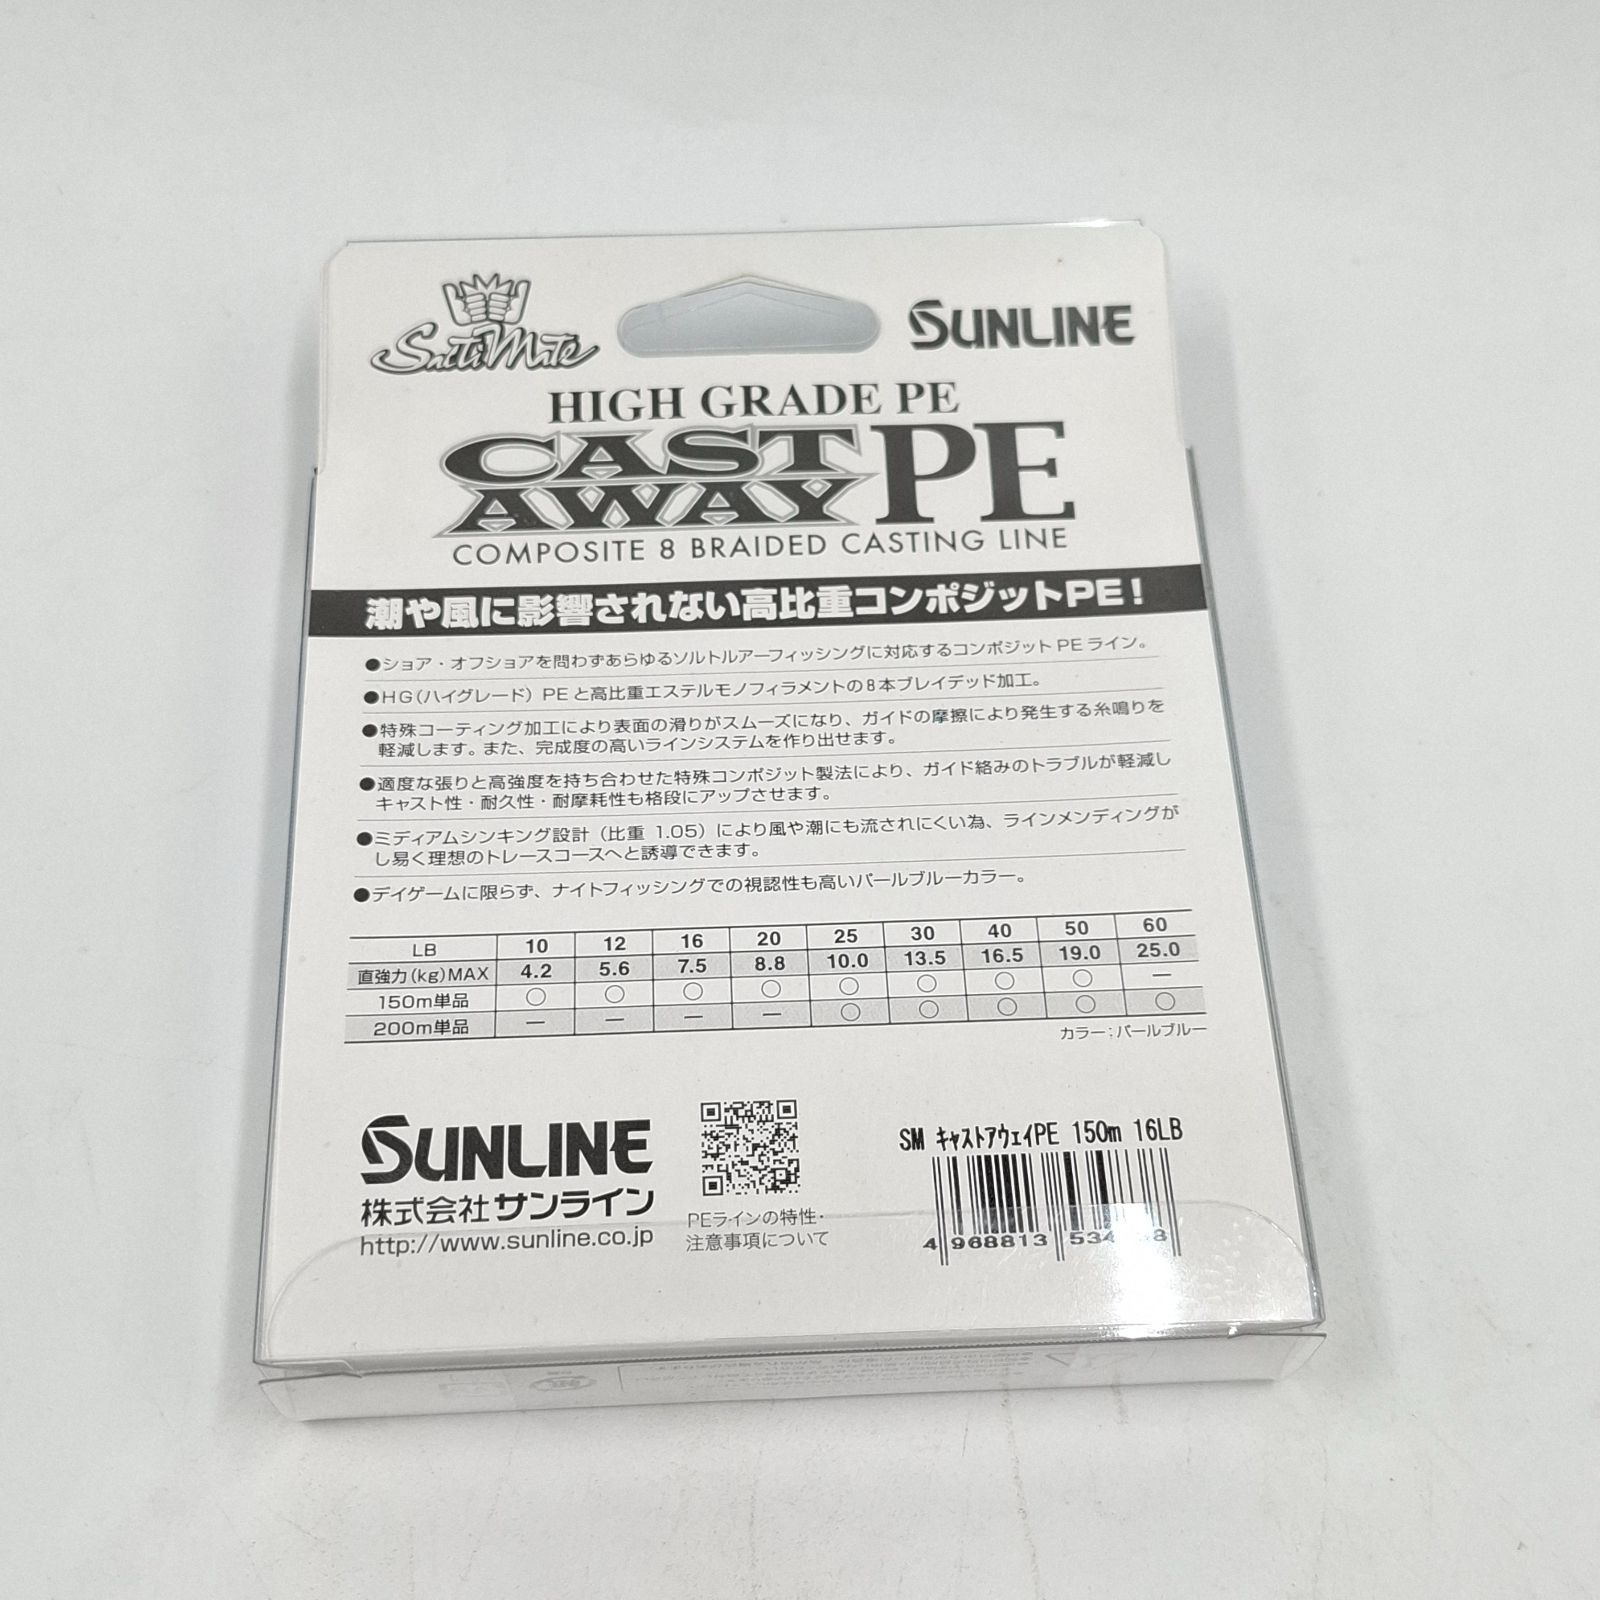 SaltiMate
SUNLINE
HIGH GRADE PE
CAST AWAY PE
COMPOSITE 8 BRAIDED CASTING LINE
潮や風に影響されない高比重コンポジットPE!
●ショア・オフショアを問わずあらゆるソルトルアーフィッシングに対応するコンポジットPEライン。
●HG(ハイグレード)PEと高比重エステルモノフィラメントの8本ブレイデッド加工。
●特殊コーティング加工により表面の滑りがスムーズになり、ガイドの摩擦により発生する糸鳴りを
軽減します。また、完成度の高いラインシステムを作り出せます。
●適度な張りと高強度を持ち合わせた特殊コンポジット製法により、ガイド絡みのトラブルが軽減し
キャスト性・耐久性・耐摩耗性も格段にアップさせます。
●ミディアムシンキング設計(比重 1.05)により風や潮にも流されにくい為、ラインメンディングが
し易く理想のトレースコースへと誘導できます。
●デイゲームに限らず、ナイトフィッシングでの視認性も高いパールブルーカラー。
LB 10 12 16 20 25 30 40 50 60
直強力(kg)MAX 4.2 5.6 7.5 8.8 10.0 13.5 16.5 19.0 25.0
150m単品 ○ ○ ○ ○ ○ ○ ○ ○ ―
200m単品 ― ― ― ― ○ ○ ○ ○ ○
カラー:パールブルー
SUNLINE
株式会社サンライン
http://www.sunline.co.jp
PEラインの特性・
注意事項について
SM キャストアウェイPE 150m 16LB
4 968813